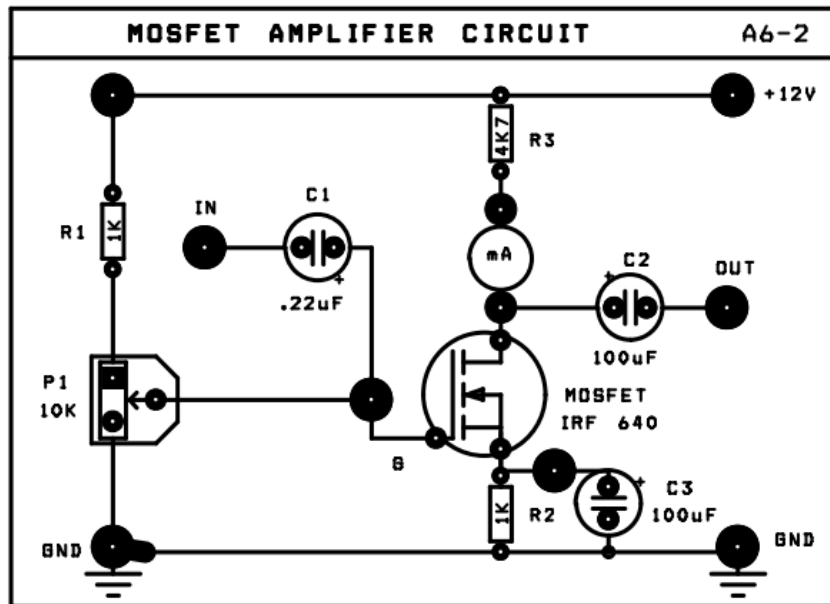 MOSFET AMPLIFIER CIRCUIT A6-2
+12V
4K7
R3
IN
C1
R1
1K
mA
+
.22uF
C2
+
OUT
100uF
P1
10K
MOSFET
IRF 640
G
1K
R2
+
C3
100uF
GND
GND